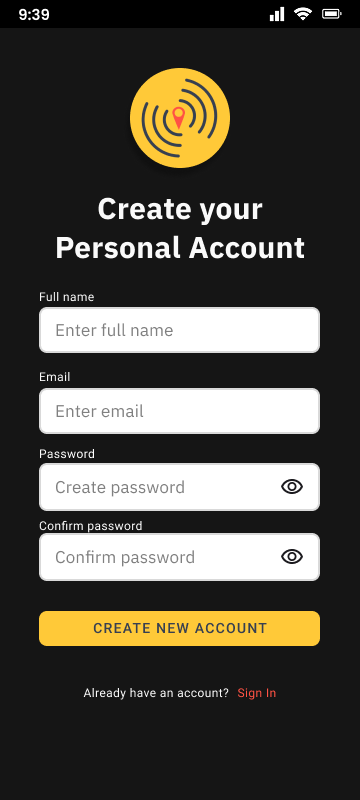 9:39
Create your
Personal Account
Full name
Enter full name
Email
Enter email
Password
Create password
Confirm password
Confirm password
CREATE NEW ACCOUNT
Already have an account? Sign In